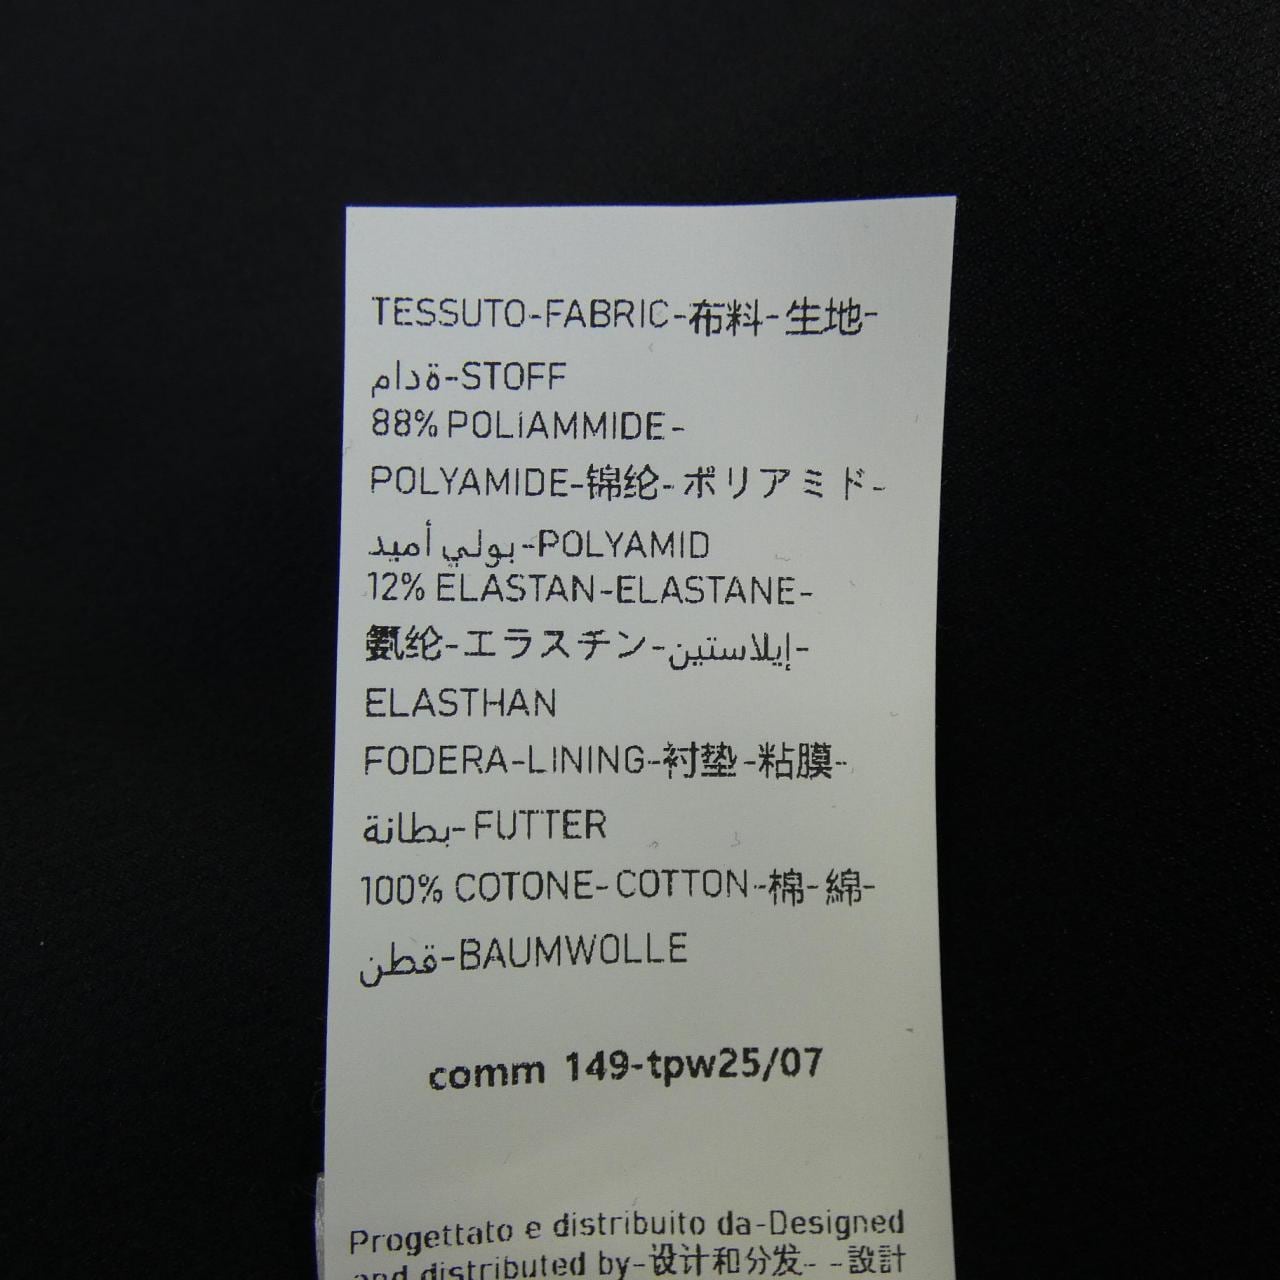 TESSUTO-FABRIC-布料-生地-
مادة-STOFF
88% POLIAMMIDE-
POLYAMIDE-锦纶-ポリアミド-
بولي أميد-POLYAMID
12% ELASTAN-ELASTANE-
氨纶-エラスチン-إيلاستين-
ELASTHAN
FODERA-LINING-衬垫-粘膜-
بطانة-FUTTER
100% COTONE-COTTON-棉-綿-
قطن-BAUMWOLLE
comm 149-tpw25/07
Progettato e distribuito da-Designed
and distributed by-设计和分发- -設計